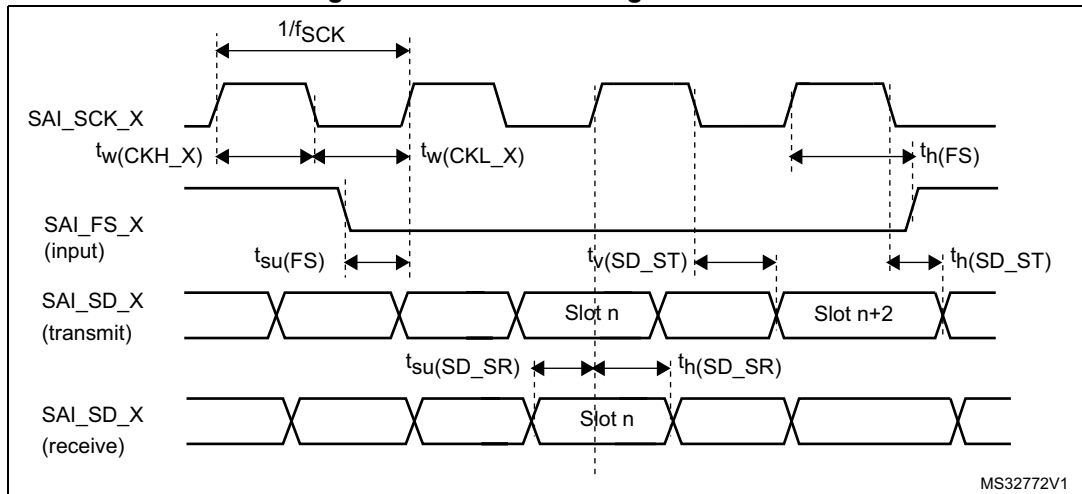 1/fSCK
SAI_SCK_X
tw(CKH_X)
tw(CKL_X)
th(FS)
SAI_FS_X
(input)
tsu(FS)
tv(SD_ST)
th(SD_ST)
SAI_SD_X
(transmit)
Slot n
Slot n+2
tsu(SD_SR)
th(SD_SR)
SAI_SD_X
(receive)
Slot n
MS32772V1